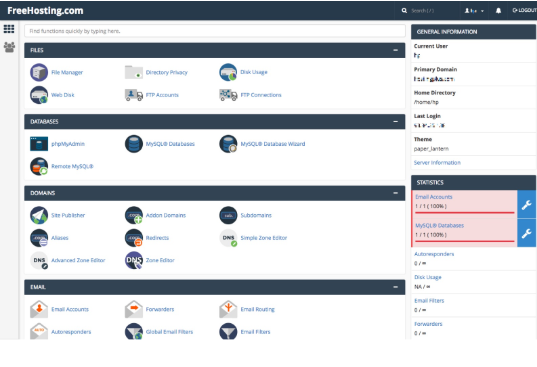 FreeHosting.com
Search ( / )
LOGOUT
Find functions quickly by typing here.
FILES
File Manager
Directory Privacy
Disk Usage
Web Disk
FTP Accounts
FTP Connections
DATABASES
phpMyAdmin
MySQL® Databases
MySQL® Database Wizard
Remote MySQL®
DOMAINS
Site Publisher
Addon Domains
Subdomains
Aliases
Redirects
DNS Simple Zone Editor
DNS Advanced Zone Editor
DNS Zone Editor
EMAIL
Email Accounts
Forwarders
Email Routing
Autoresponders
Global Email Filters
Email Filters
GENERAL INFORMATION
Current User
Primary Domain
Home Directory
/home/hp
Last Login
Theme
paper_lantern
Server Information
STATISTICS
Email Accounts
1 / 1 ( 100% )
MySQL® Databases
1 / 1 ( 100% )
Autoresponders
0 / ∞
Disk Usage
NA / ∞
Email Filters
0 / ∞
Forwarders
0 / ∞